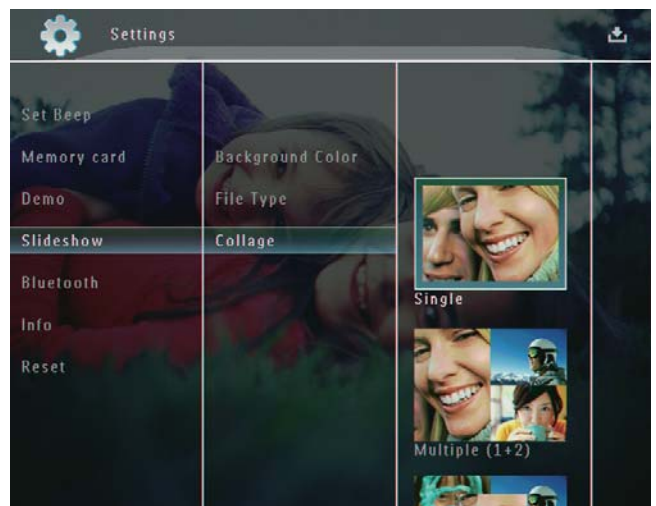 Settings
Set Beep
Memory card
Demo
Slideshow
Bluetooth
Info
Reset
Background Color
File Type
Collage
Single
Multiple (1+2)